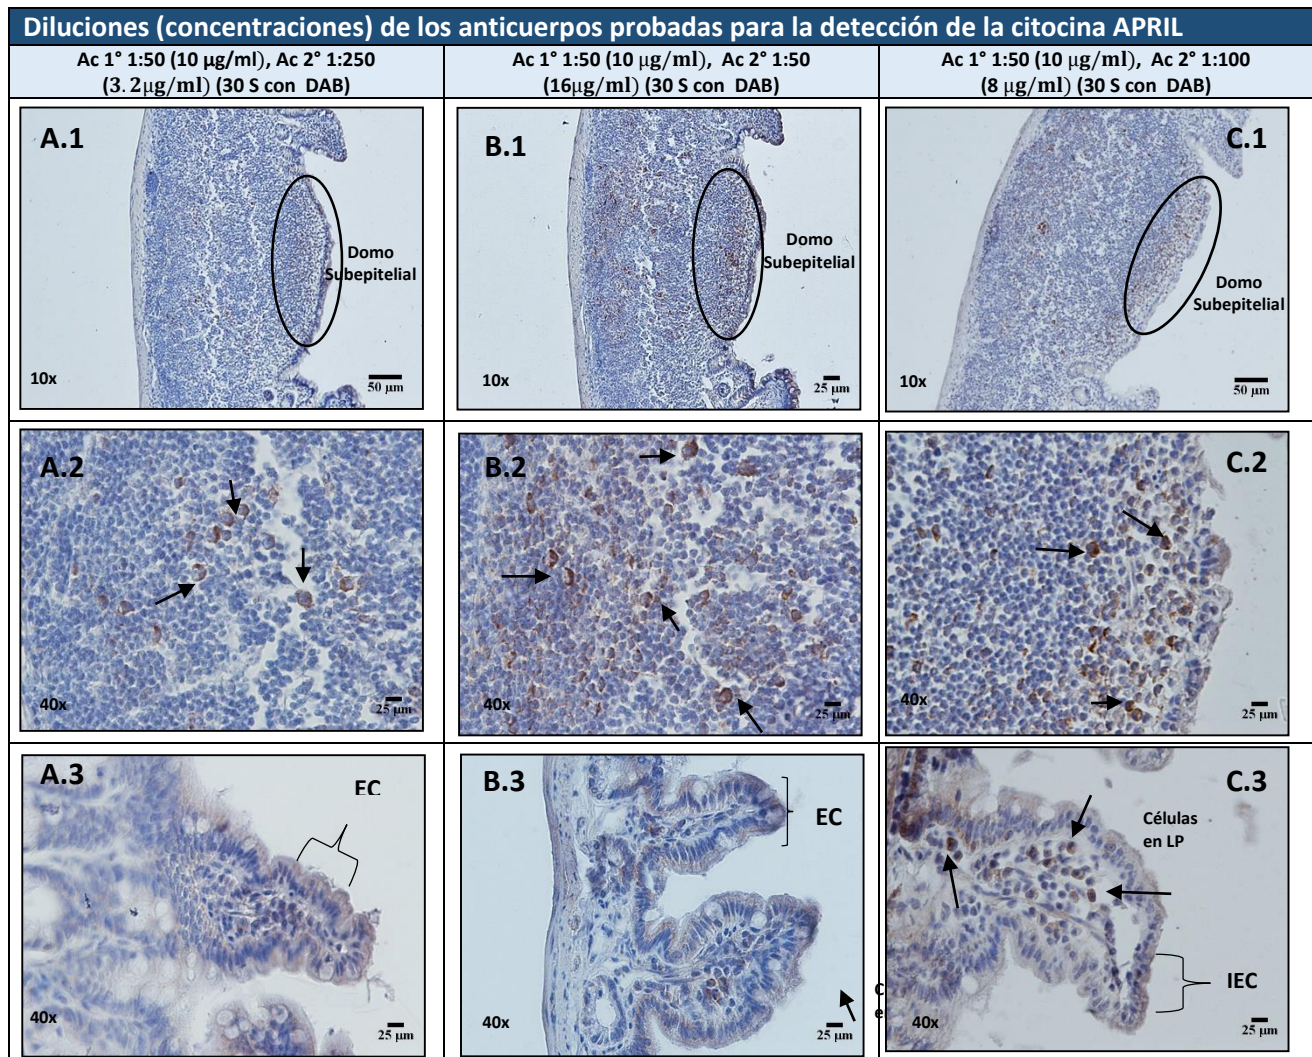 Diluciones (concentraciones) de los anticuerpos probadas para la detección de la citocina APRIL
Ac 1° 1:50 (10 μg/ml), Ac 2° 1:250
(3.2μg/ml) (30 S con DAB)
Ac 1° 1:50 (10 μg/ml), Ac 2° 1:50
(16μg/ml) (30 S con DAB)
Ac 1° 1:50 (10 μg/ml), Ac 2° 1:100
(8 μg/ml) (30 S con DAB)
A.1
Domo
Subepitelial
10x
50 μm
B.1
Domo
Subepitelial
10x
25 μm
w
C.1
Domo
Subepitelial
10x
50 μm
A.2
40x
25 μm
B.2
40x
25 μm
C.2
40x
25 μm
A.3
EC
40x
25 μm
B.3
EC
C
e
40x
25 μm
C.3
Células
en LP
IEC
40x
25 μm